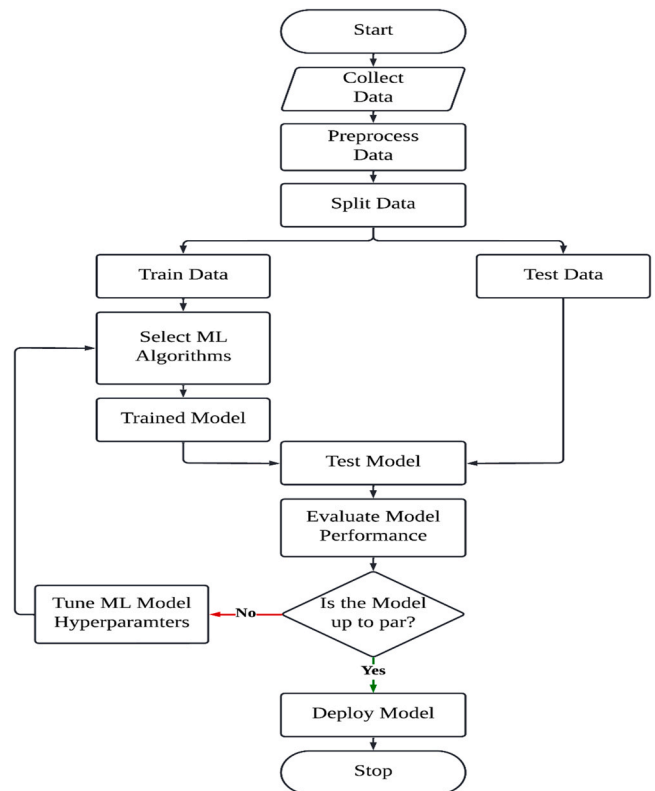 Start
Collect
Data
Preprocess
Data
Split Data
Train Data
Test Data
Select ML
Algorithms
Trained Model
Test Model
Evaluate Model
Performance
Is the Model
up to par?
No
Tune ML Model
Hyperparamters
Yes
Deploy Model
Stop